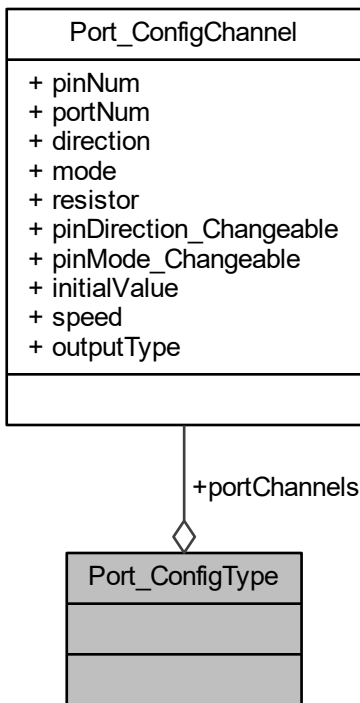 Port_ConfigChannel
+ pinNum
+ portNum
+ direction
+ mode
+ resistor
+ pinDirection_Changeable
+ pinMode_Changeable
+ initialValue
+ speed
+ outputType
+portChannels
Port_ConfigType